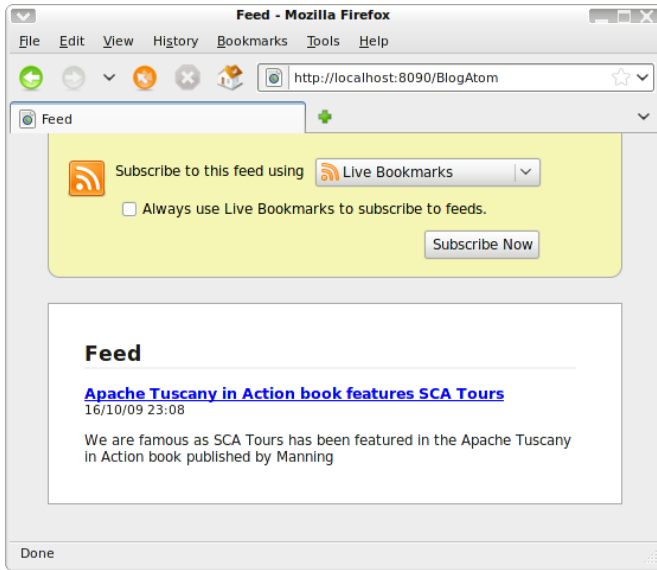 Feed - Mozilla Firefox
File Edit View History Bookmarks Tools Help
http://localhost:8090/BlogAtom
Feed
Subscribe to this feed using Live Bookmarks
Always use Live Bookmarks to subscribe to feeds.
Subscribe Now
Feed
Apache Tuscany in Action book features SCA Tours
16/10/09 23:08
We are famous as SCA Tours has been featured in the Apache Tuscany
in Action book published by Manning
Done